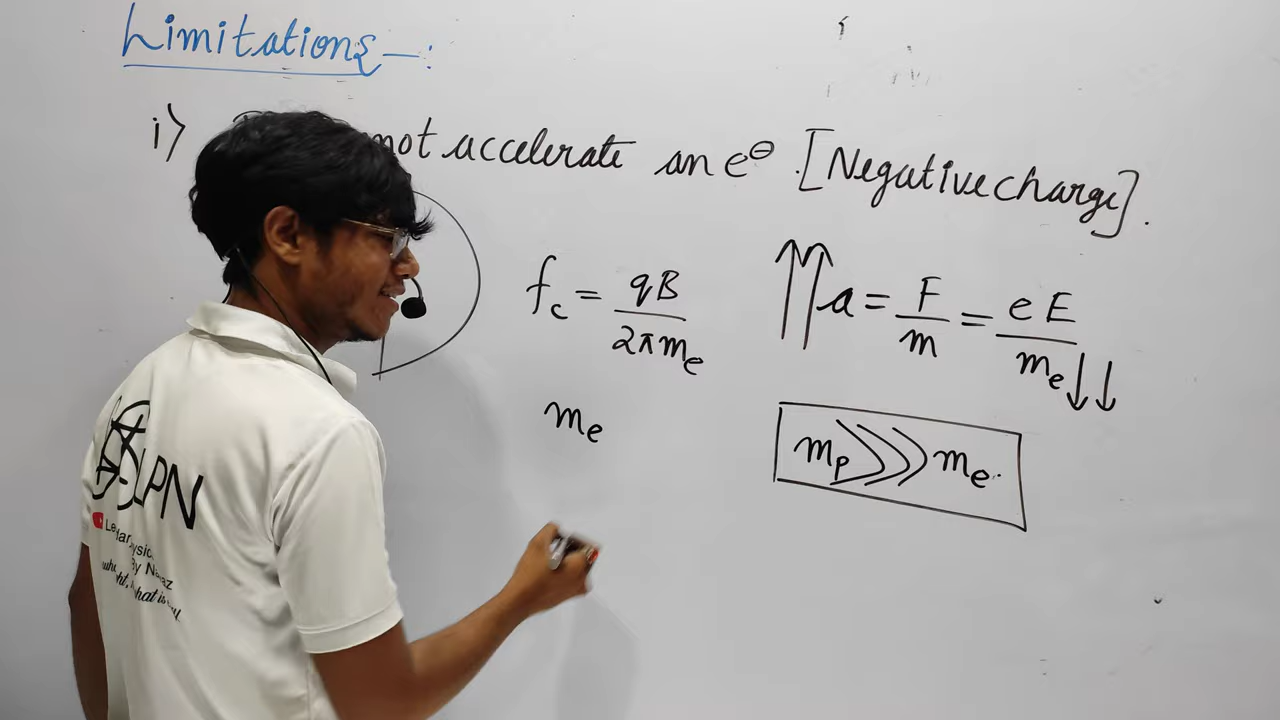 Limitations —:
i) not accelerate an e⊖ [Negative charge].
f_c = qB / 2πm_e
a = F / m = eE / m_e ↓↓
m_e
m_p >>> m_e
LPN